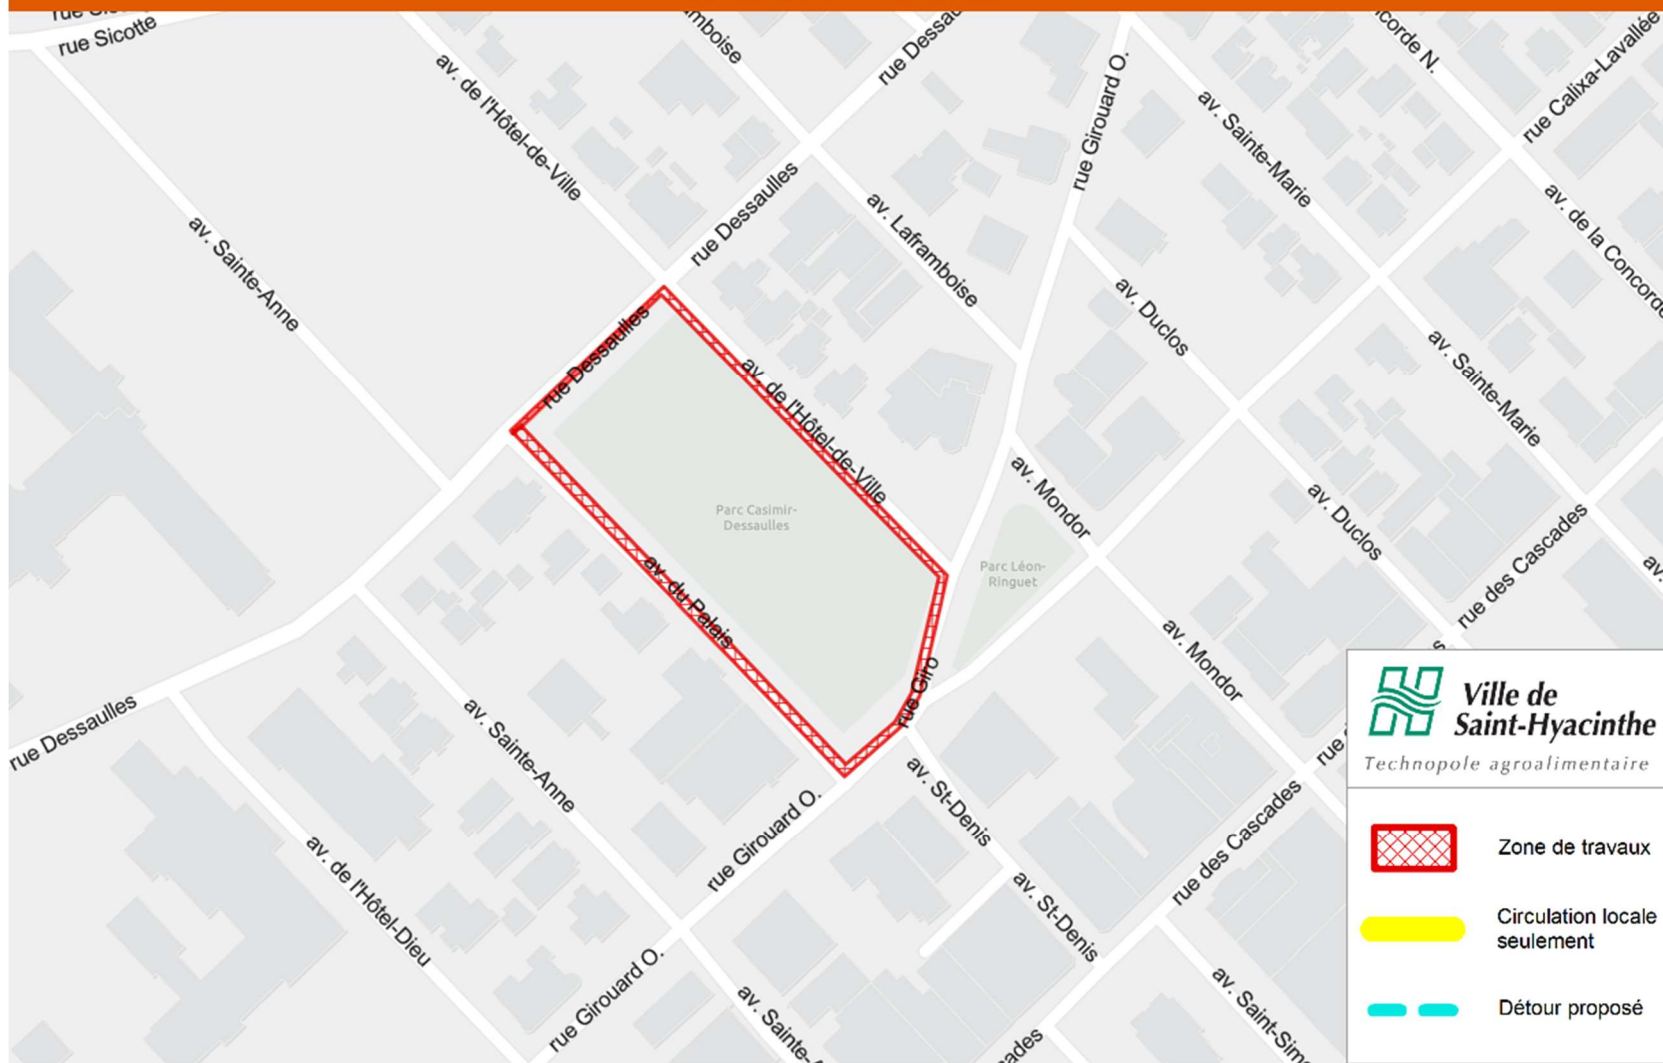 rue Sicotte
av. de l'Hôtel-de-Ville
rue Dessaulles
av. Sainte-Anne
rue Girouard O.
av. Sainte-Marie
rue Calixa-Lavallée
av. de la Concorde
corde N.
av. Laframboise
mboise
rue Dessaulles
av. Duclos
av. Sainte-Marie
rue Dessaulles
av. de l'Hôtel-de-Ville
av. Mondor
Parc Casimir-
Dessaulles
Parc Léon-
Ringuet
av. Duclos
rue des Cascades
av. du Palais
av. Mondor
rue Giro
rue Dessaulles
av. Sainte-Anne
av. St-Denis
rue Girouard O.
rue des Cascades
av. de l'Hôtel-Dieu
av. St-Denis
rue Girouard O.
av. Saint-Sim
Ville de
Saint-Hyacinthe
Technopole agroalimentaire
Zone de travaux
Circulation locale
seulement
Détour proposé